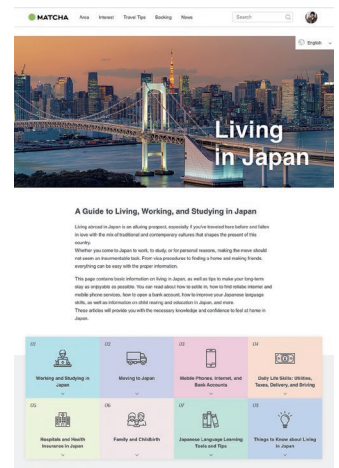 MATCHA Area Interest Travel Tips Booking News Search
English
Living
in Japan
A Guide to Living, Working, and Studying in Japan
Living abroad in Japan is an alluring prospect, especially if you've traveled here before and fallen
in love with the mix of traditional and contemporary cultures that shapes the present of this
country.
Whether you come to Japan to work, to study, or for personal reasons, making the move should
not seem an insurmountable task. From visa procedures to finding a home and making friends,
everything can be easy with the proper information.
This page contains basic information on living in Japan, as well as tips to make your long-term
stay as enjoyable as possible. You can read about how to settle in, how to find reliable internet and
mobile phone services, how to open a bank account, how to improve your Japanese language
skills, as well as information on child rearing and education in Japan, and more.
These articles will provide you with the necessary knowledge and confidence to feel at home in
Japan.
01 02 03 04
Working and Studying in
Japan
Moving to Japan
Mobile Phones, Internet, and
Bank Accounts
Daily Life Skills: Utilities,
Taxes, Delivery, and Driving
05 06 07 08
Hospitals and Health
Insurance in Japan
Family and Childbirth
Japanese Language Learning
Tools and Tips
Things to Know about Living
in Japan